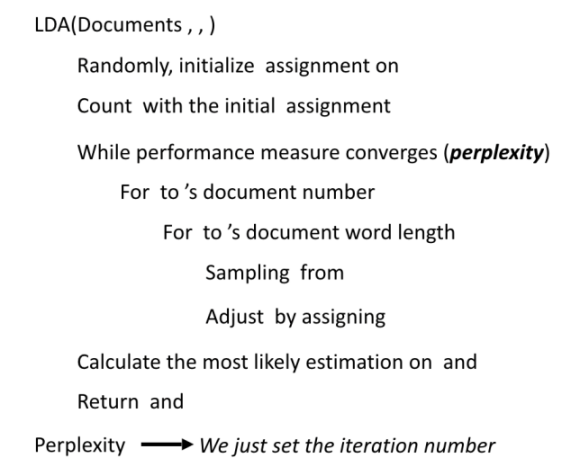 LDA(Documents , , )
Randomly, initialize assignment on
Count with the initial assignment
While performance measure converges (perplexity)
For to 's document number
For to 's document word length
Sampling from
Adjust by assigning
Calculate the most likely estimation on and
Return and
Perplexity → We just set the iteration number